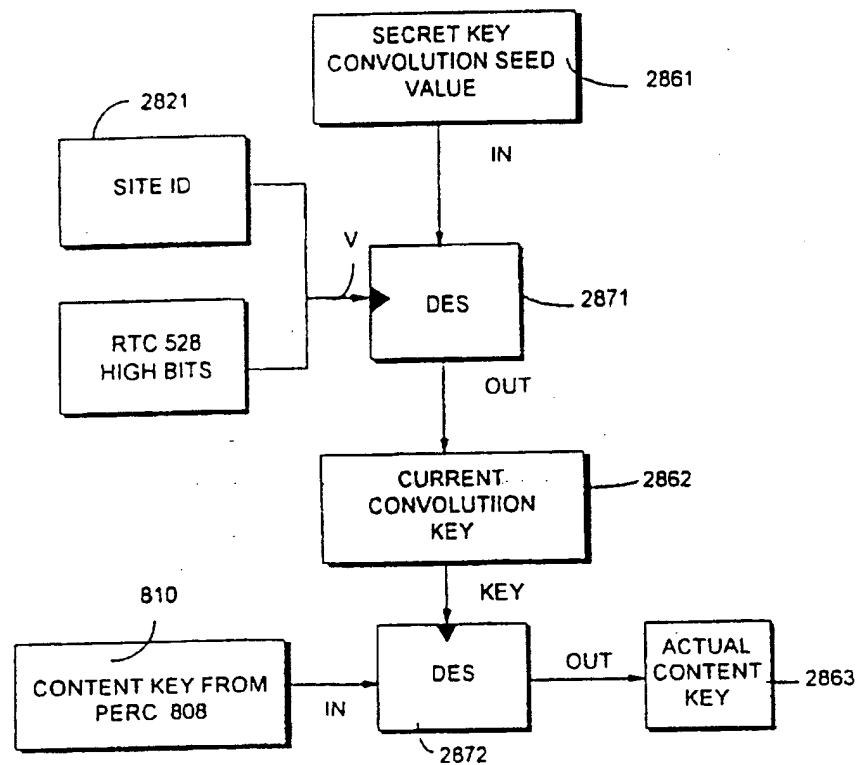 SECRET KEY
CONVOLUTION SEED
VALUE
2861
2821
IN
SITE ID
V
DES
2871
RTC 528
HIGH BITS
OUT
CURRENT
CONVOLUTIION
KEY
2862
810
KEY
CONTENT KEY FROM
PERC 808
IN
DES
OUT
ACTUAL
CONTENT
KEY
2863
2872